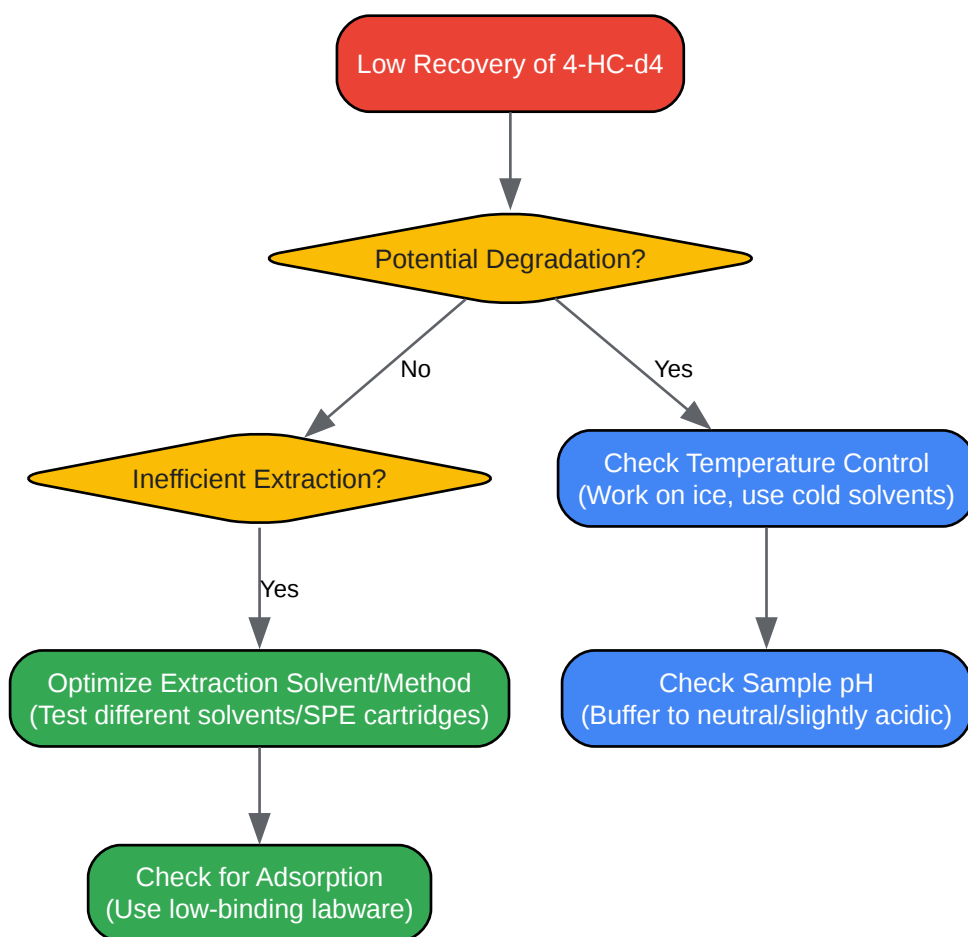 Low Recovery of 4-HC-d4
Potential Degradation?
No
Yes
Inefficient Extraction?
Check Temperature Control
(Work on ice, use cold solvents)
Yes
Optimize Extraction Solvent/Method
(Test different solvents/SPE cartridges)
Check Sample pH
(Buffer to neutral/slightly acidic)
Check for Adsorption
(Use low-binding labware)